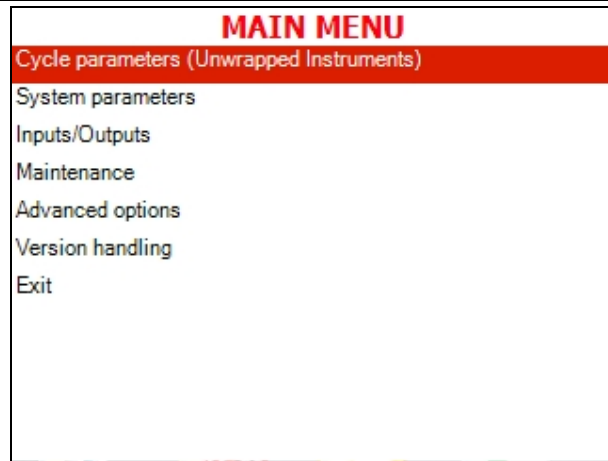 MAIN MENU
Cycle parameters (Unwrapped Instruments)
System parameters
Inputs/Outputs
Maintenance
Advanced options
Version handling
Exit